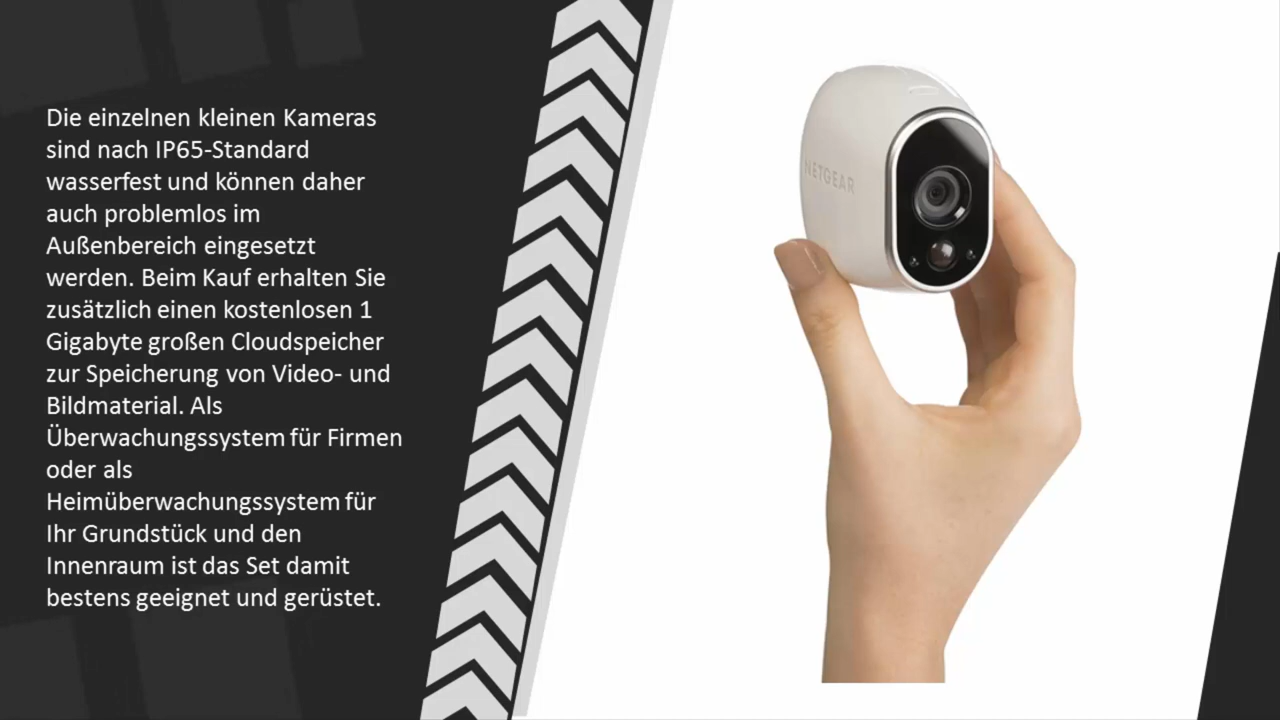 Die einzelnen kleinen Kameras
sind nach IP65-Standard
wasserfest und können daher
auch problemlos im
Außenbereich eingesetzt
werden. Beim Kauf erhalten Sie
zusätzlich einen kostenlosen 1
Gigabyte großen Cloudspeicher
zur Speicherung von Video- und
Bildmaterial. Als
Überwachungssystem für Firmen
oder als
Heimüberwachungssystem für
Ihr Grundstück und den
Innenraum ist das Set damit
bestens geeignet und gerüstet.
NETGEAR